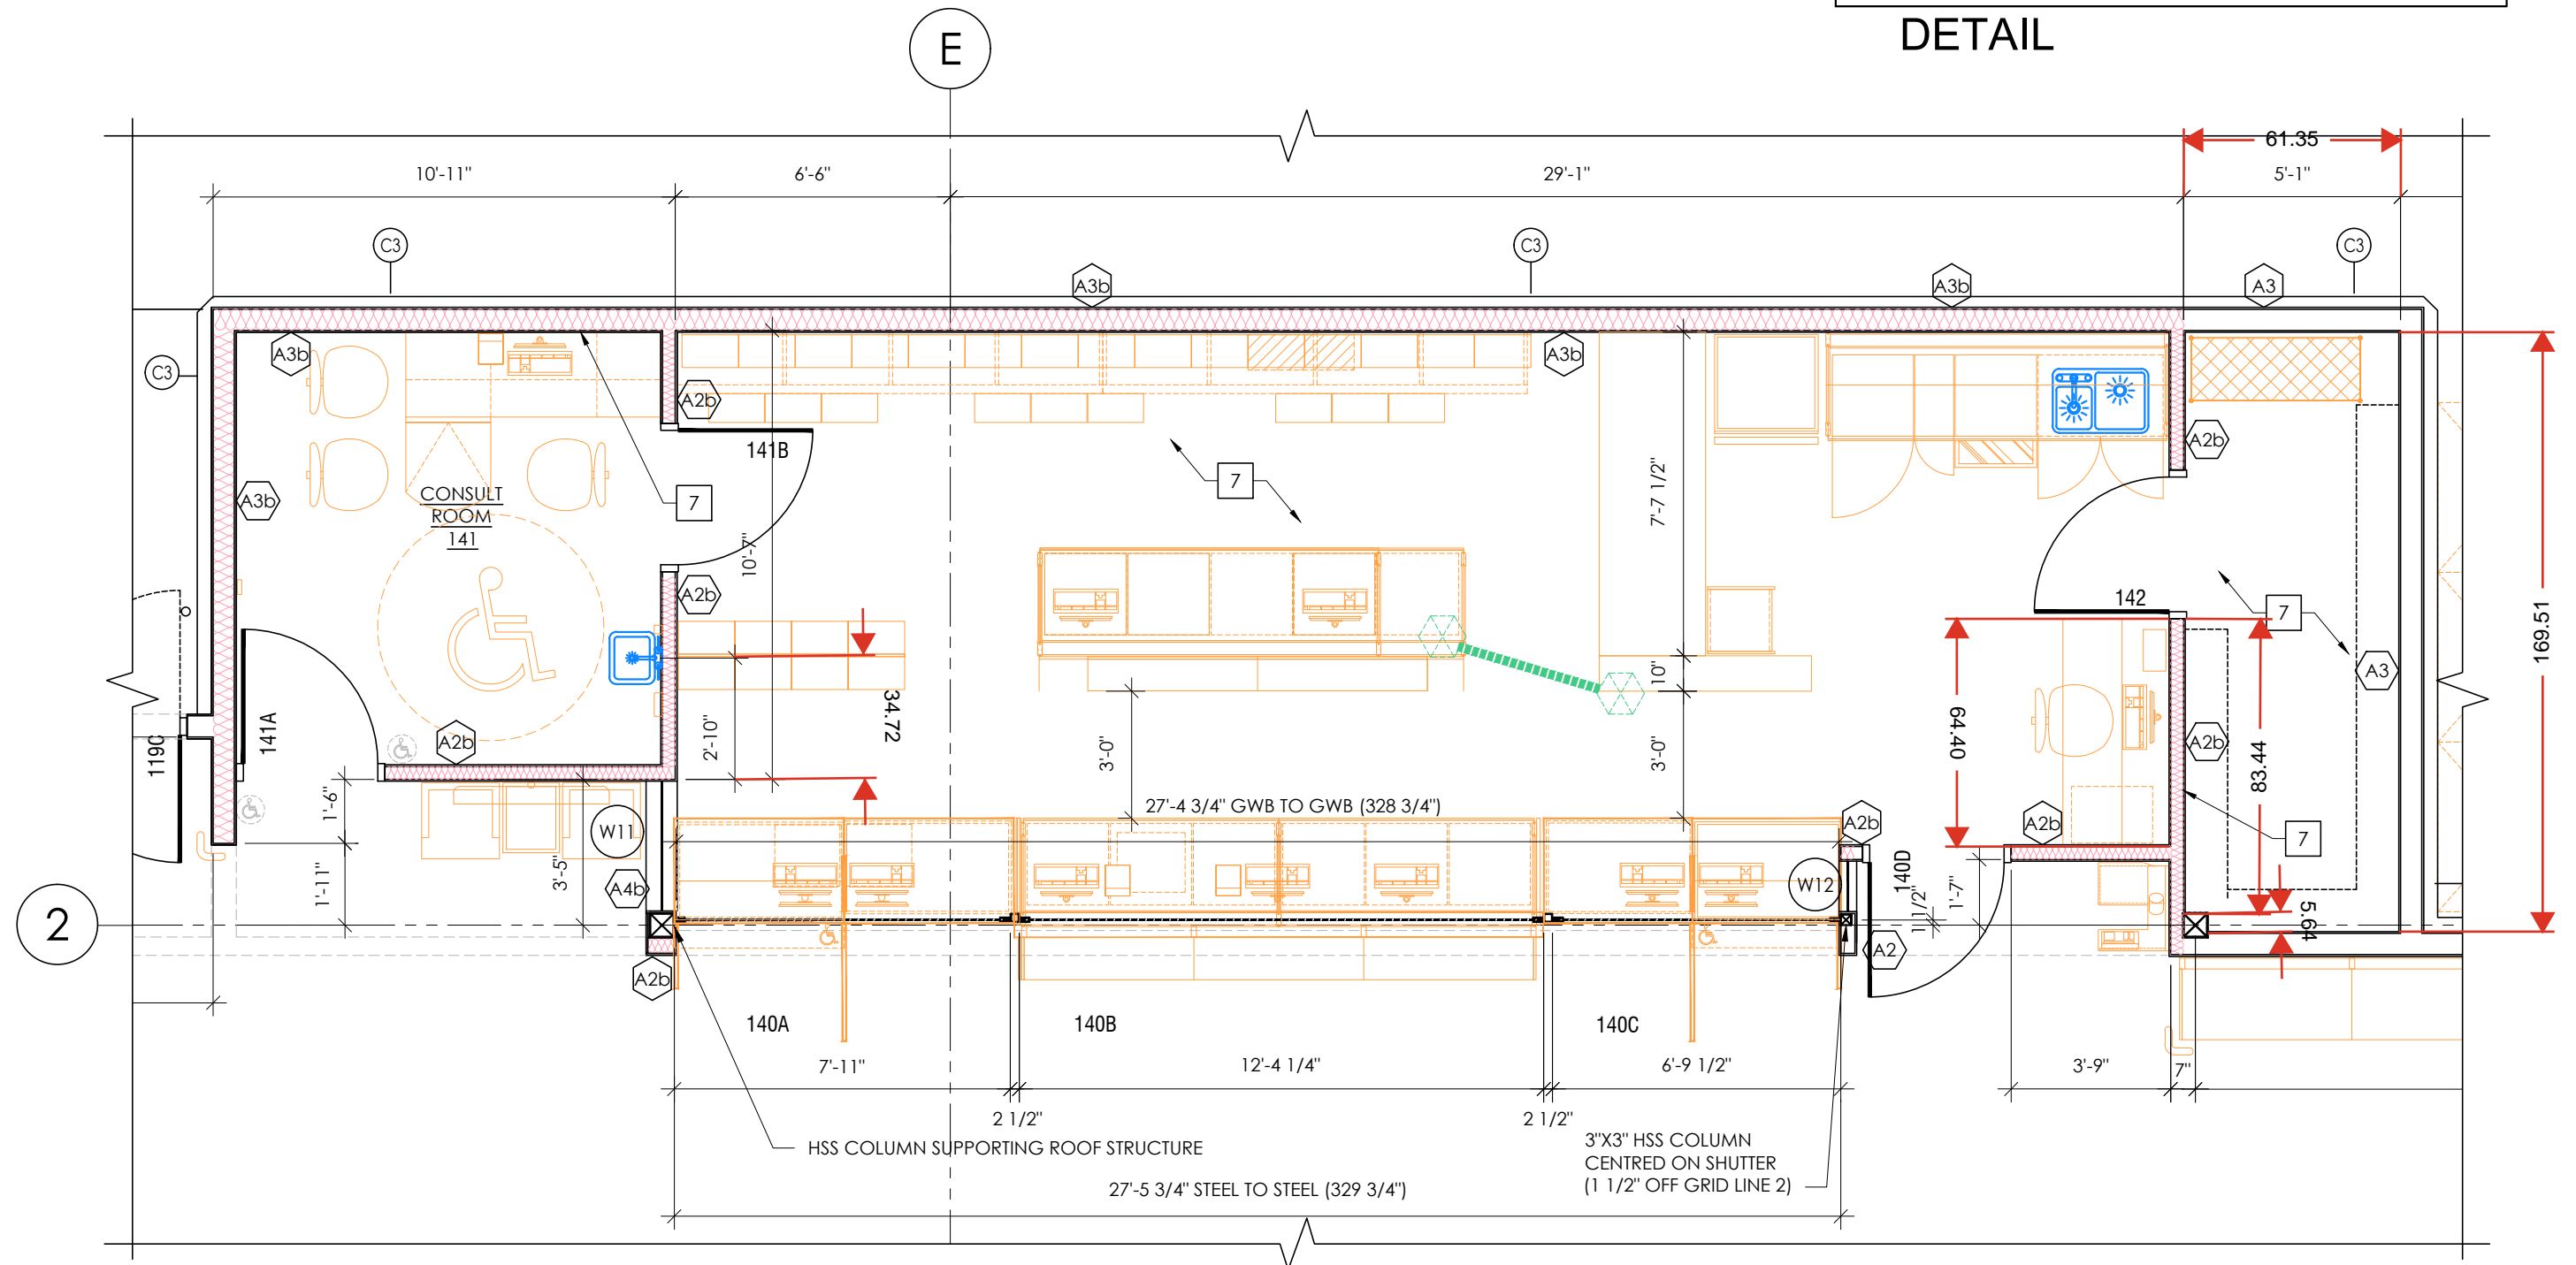 DETAIL
E
61.35
10'-11"
6'-6"
29'-1"
5'-1"
C3
C3
C3
A3b
A3b
A3
A3b
A3b
C3
A2b
141B
A2b
7
7
CONSULT
ROOM
141
A3b
7'-7 1/2"
10'-7"
A2b
142
7
169.51
A3
10"
34.72
2'-10"
3'-0"
3'-0"
64.40
A2b
83.44
119C
141A
A2b
1'-6"
W11
27'-4 3/4" GWB TO GWB (328 3/4")
A2b
A2b
7
3'-5"
1'-11"
A4b
W12
140D
1 1/2"
1'-7"
5.64
2
A2
A2b
140A
140B
140C
7'-11"
12'-4 1/4"
6'-9 1/2"
3'-9"
7"
2 1/2"
2 1/2"
HSS COLUMN SUPPORTING ROOF STRUCTURE
3"X3" HSS COLUMN
CENTRED ON SHUTTER
(1 1/2" OFF GRID LINE 2)
27'-5 3/4" STEEL TO STEEL (329 3/4")